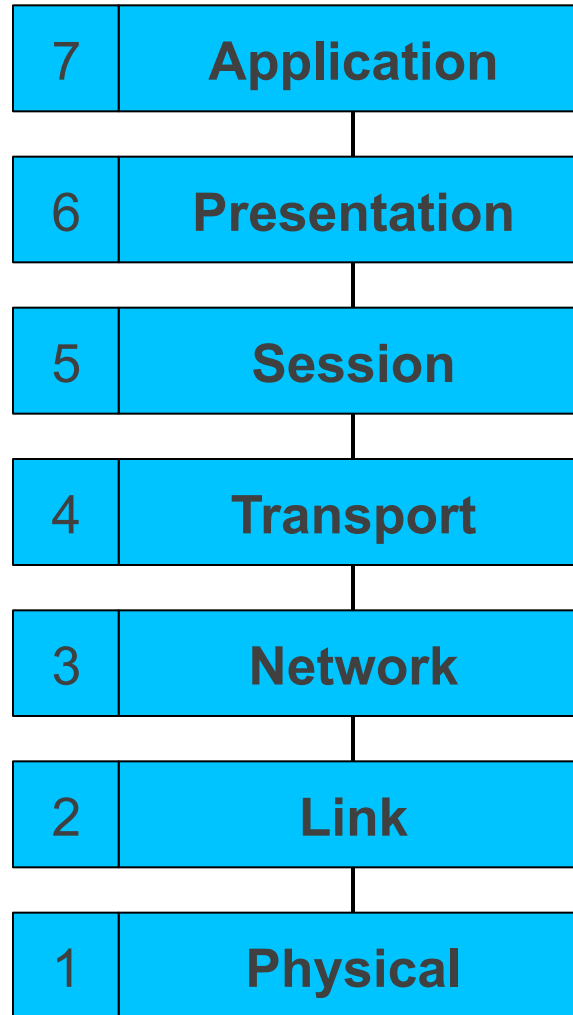 7 Application
6 Presentation
5 Session
4 Transport
3 Network
2 Link
1 Physical